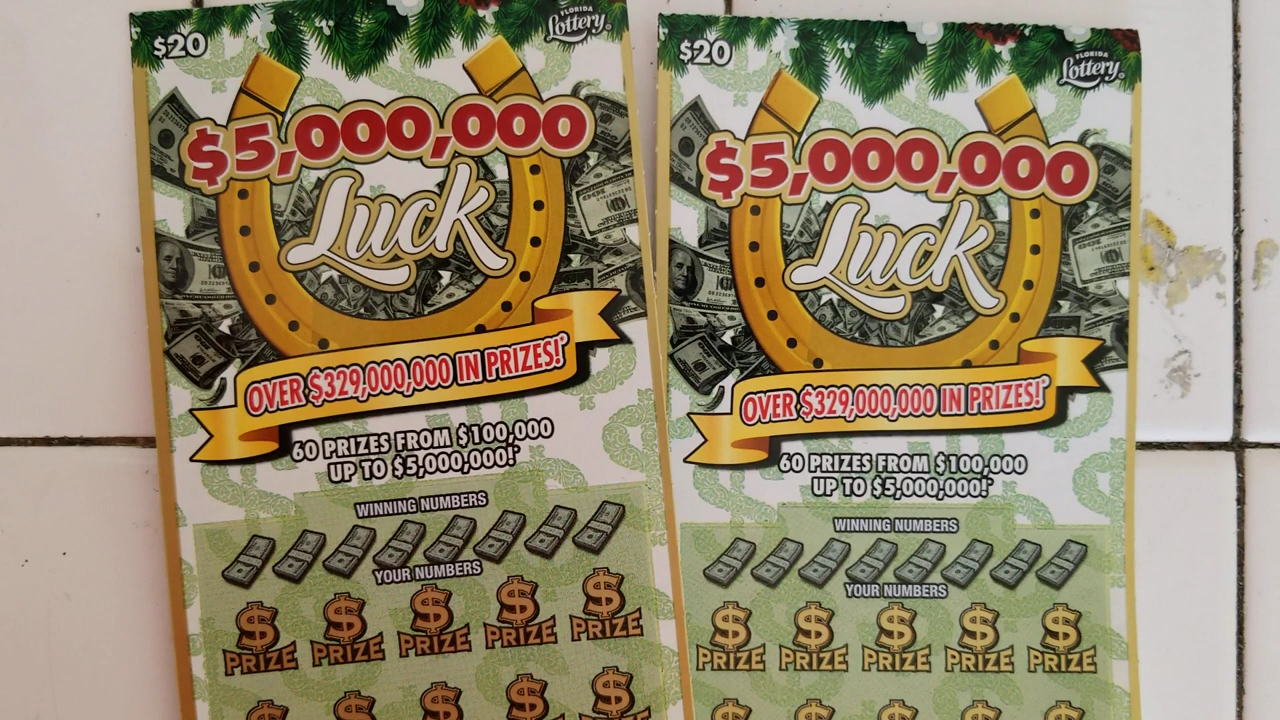 $20
FLORIDA
Lottery
$5,000,000
Luck
OVER $329,000,000 IN PRIZES!*
60 PRIZES FROM $100,000
UP TO $5,000,000!*
WINNING NUMBERS
YOUR NUMBERS
$ $ $ $ $
PRIZE PRIZE PRIZE PRIZE PRIZE
$20
FLORIDA
Lottery
$5,000,000
Luck
OVER $329,000,000 IN PRIZES!*
60 PRIZES FROM $100,000
UP TO $5,000,000!*
WINNING NUMBERS
YOUR NUMBERS
$ $ $ $ $
PRIZE PRIZE PRIZE PRIZE PRIZE